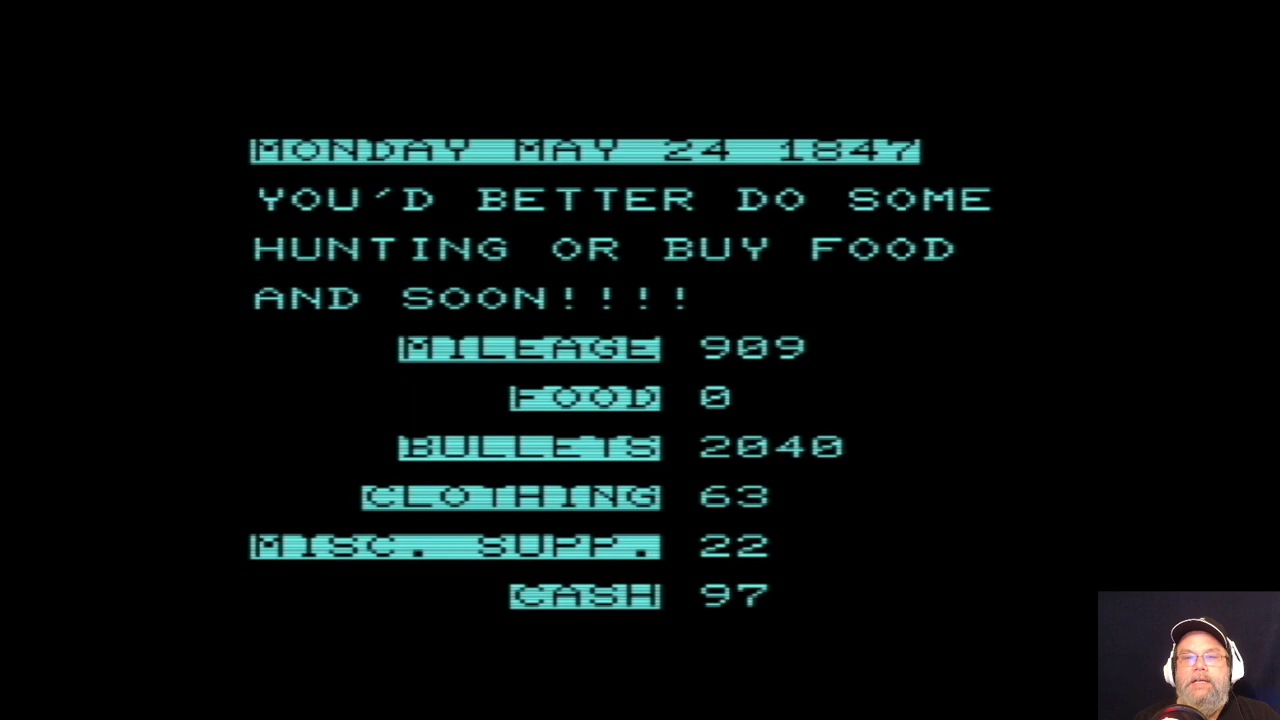 MONDAY MAY 24 1847
YOU'D BETTER DO SOME
HUNTING OR BUY FOOD
AND SOON!!!!
MILEAGE 909
FOOD 0
BULLETS 2040
CLOTHING 63
MISC. SUPP. 22
CASH 97